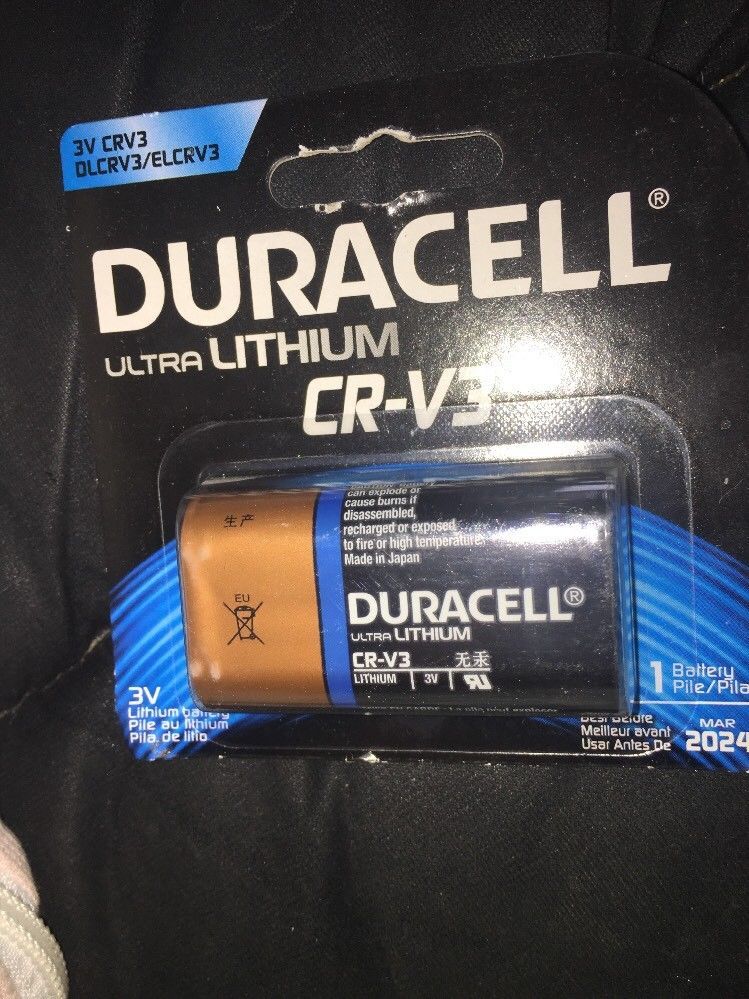 3V CRV3
DLCRV3/ELCRV3
DURACELL®
ULTRA LITHIUM
CR-V3
can explode or
cause burns if
disassembled,
recharged or exposed
to fire or high temperature.
Made in Japan
生产
EU
DURACELL®
ULTRA LITHIUM
CR-V3 无汞
LITHIUM 3V
1 Battery
Pile/Pila
3V
Lithium battery
Pile au lithium
Pila de litio
Best before
Meilleur avant
Usar Antes De
MAR
2024